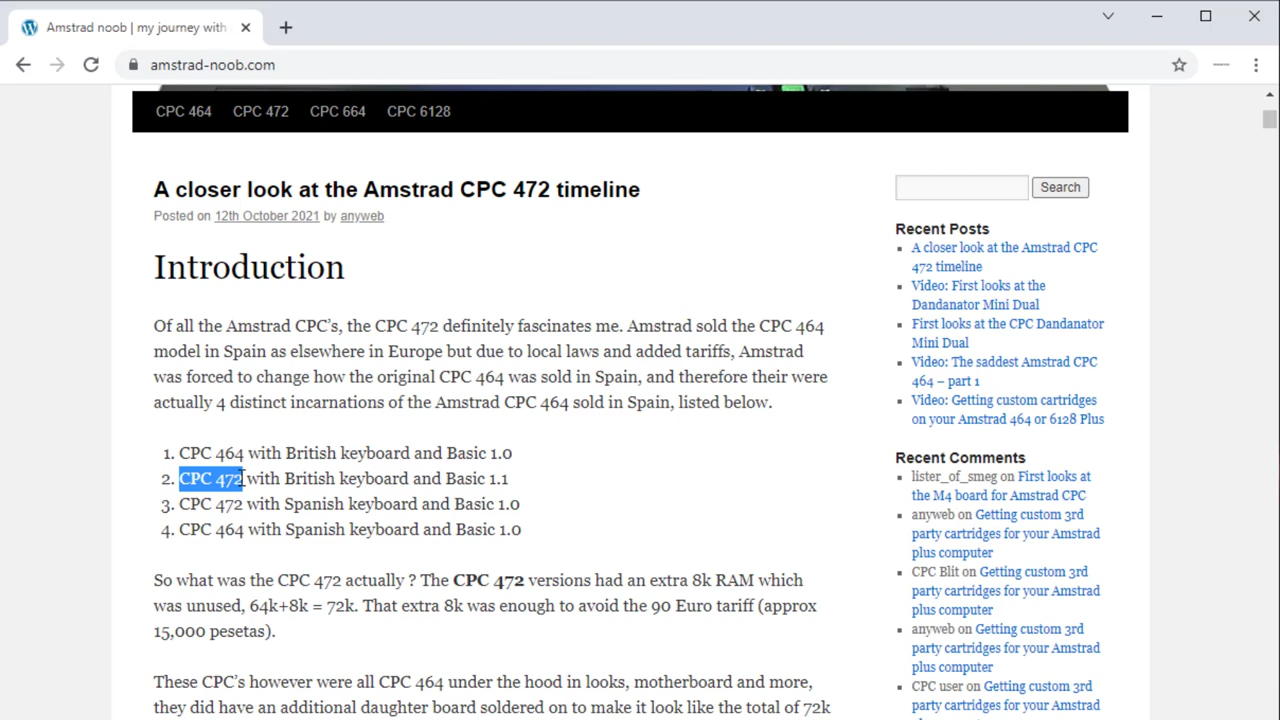 Amstrad noob | my journey with
amstrad-noob.com
CPC 464 CPC 472 CPC 664 CPC 6128
A closer look at the Amstrad CPC 472 timeline
Posted on 12th October 2021 by anyweb
Introduction
Of all the Amstrad CPC’s, the CPC 472 definitely fascinates me. Amstrad sold the CPC 464
model in Spain as elsewhere in Europe but due to local laws and added tariffs, Amstrad
was forced to change how the original CPC 464 was sold in Spain, and therefore their were
actually 4 distinct incarnations of the Amstrad CPC 464 sold in Spain, listed below.
1. CPC 464 with British keyboard and Basic 1.0
2. CPC 472 with British keyboard and Basic 1.1
3. CPC 472 with Spanish keyboard and Basic 1.0
4. CPC 464 with Spanish keyboard and Basic 1.0
So what was the CPC 472 actually ? The CPC 472 versions had an extra 8k RAM which
was unused, 64k+8k = 72k. That extra 8k was enough to avoid the 90 Euro tariff (approx
15,000 pesetas).
These CPC’s however were all CPC 464 under the hood in looks, motherboard and more,
they did have an additional daughter board soldered on to make it look like the total of 72k
Search
Recent Posts
A closer look at the Amstrad CPC
472 timeline
Video: First looks at the
Dandanator Mini Dual
First looks at the CPC Dandanator
Mini Dual
Video: The saddest Amstrad CPC
464 – part 1
Video: Getting custom cartridges
on your Amstrad 464 or 6128 Plus
Recent Comments
lister_of_smeg on First looks at
the M4 board for Amstrad CPC
anyweb on Getting custom 3rd
party cartridges for your Amstrad
plus computer
CPC Blit on Getting custom 3rd
party cartridges for your Amstrad
plus computer
anyweb on Getting custom 3rd
party cartridges for your Amstrad
plus computer
CPC user on Getting custom 3rd
party cartridges for your Amstrad